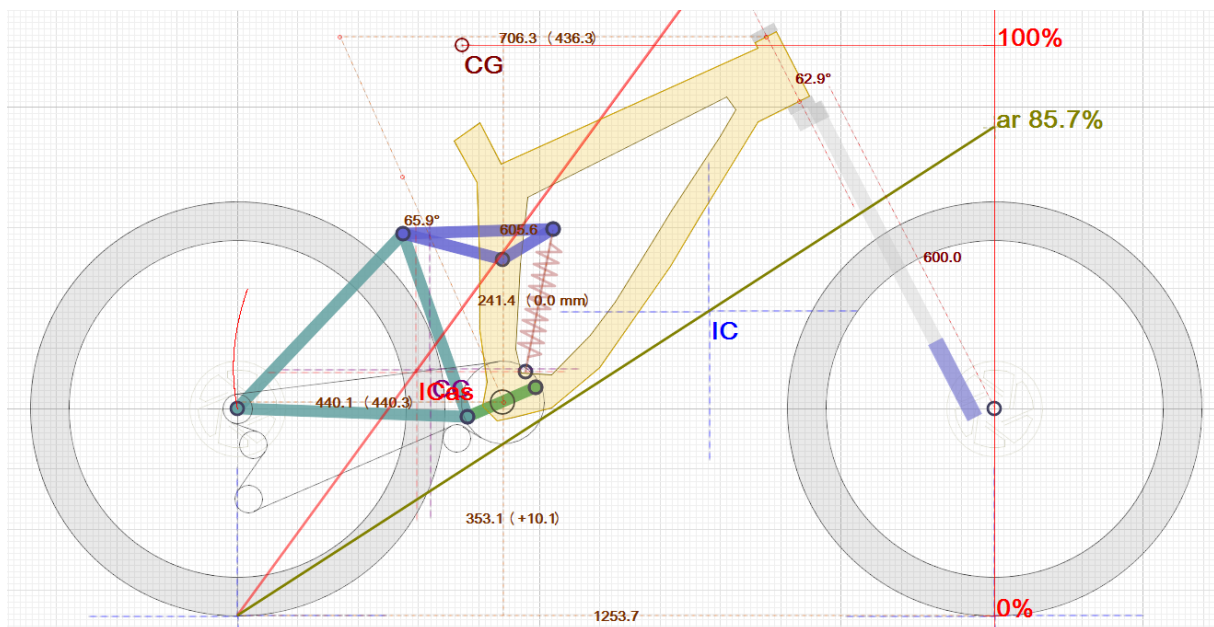 706.3 ( 436.3)
100%
CG
62.9°
ar 85.7%
65.9°
605.6
600.0
241.4 ( 0.0 mm)
IC
CC
ICas
440.1 ( 440.3)
353.1 ( +10.1)
0%
1253.7